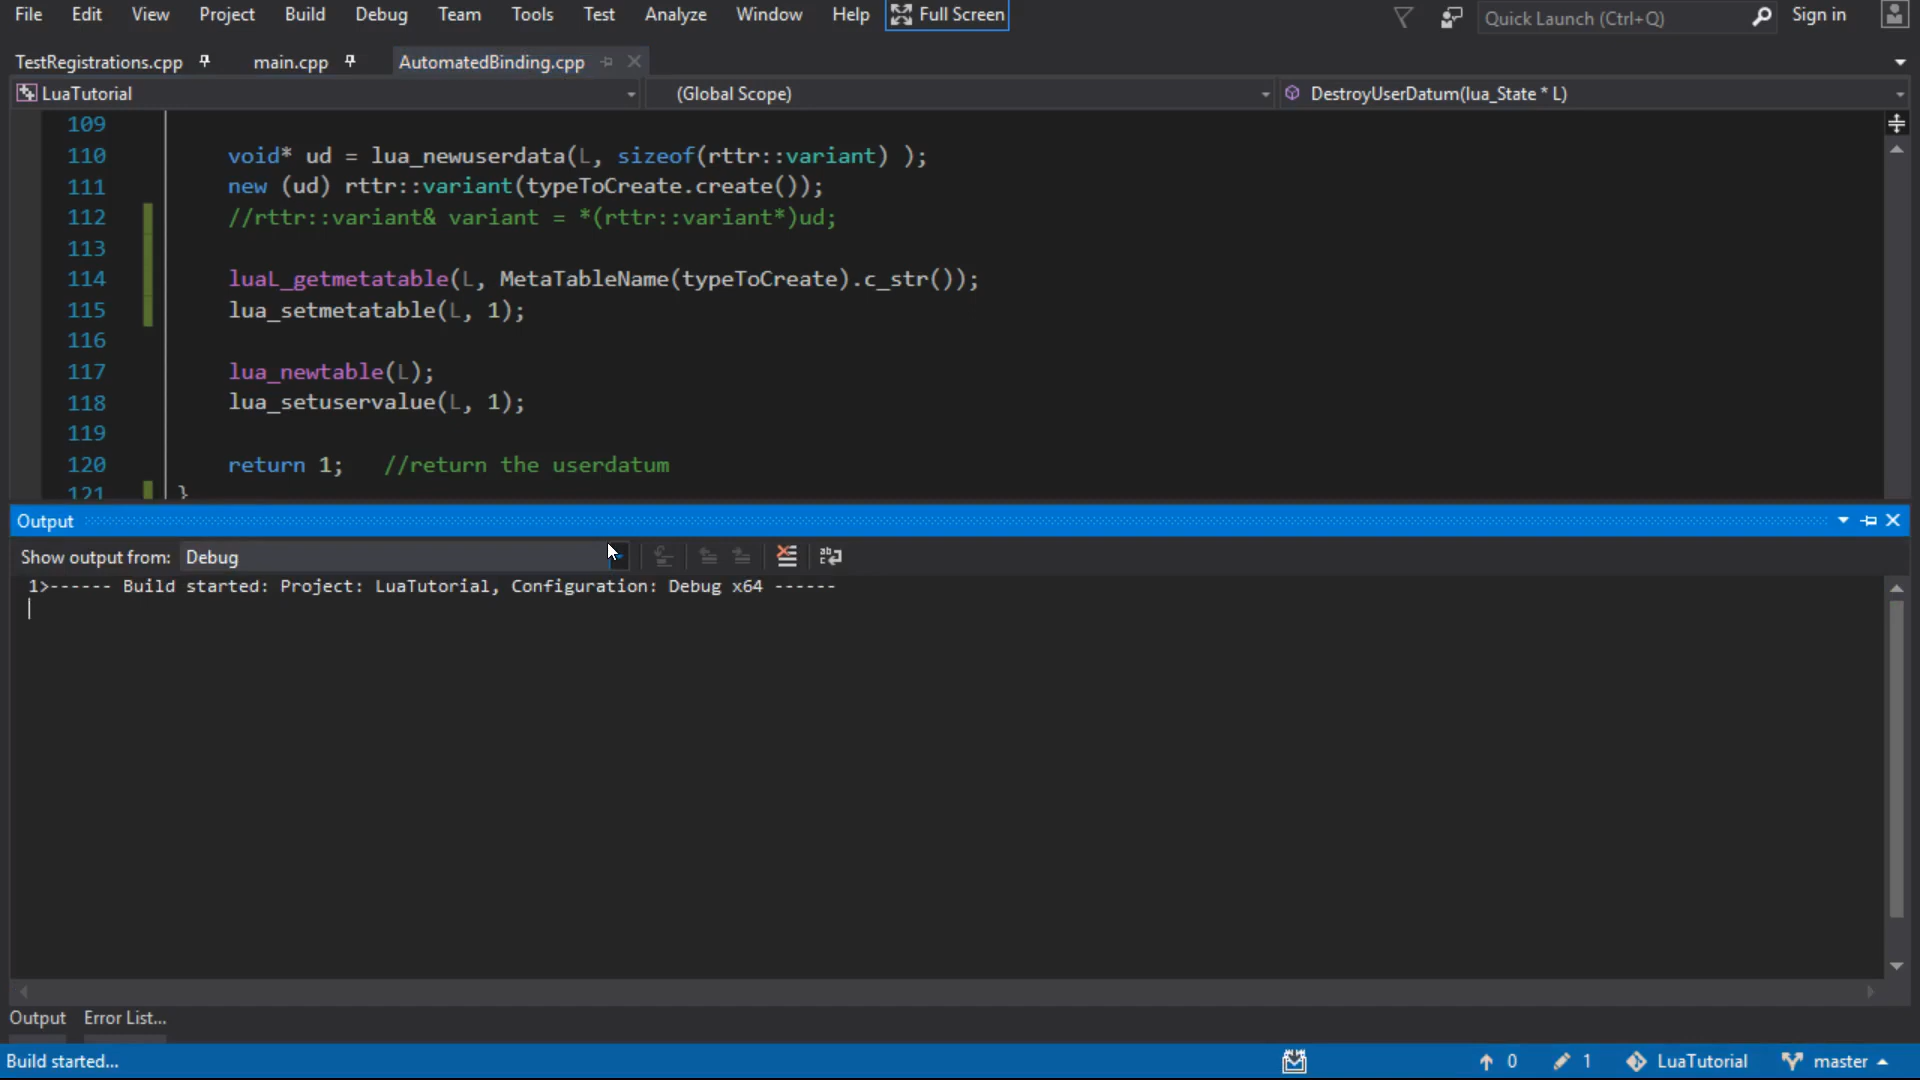 File Edit View Project Build Debug Team Tools Test Analyze Window Help Full Screen Quick Launch (Ctrl+Q) Sign in
TestRegistrations.cpp main.cpp AutomatedBinding.cpp
LuaTutorial (Global Scope) DestroyUserDatum(lua_State * L)
109
110 void* ud = lua_newuserdata(L, sizeof(rttr::variant) );
111 new (ud) rttr::variant(typeToCreate.create());
112 //rttr::variant& variant = *(rttr::variant*)ud;
113
114 luaL_getmetatable(L, MetaTableName(typeToCreate).c_str());
115 lua_setmetatable(L, 1);
116
117 lua_newtable(L);
118 lua_setuservalue(L, 1);
119
120 return 1; //return the userdatum
121 }
Output
Show output from: Debug
1>------ Build started: Project: LuaTutorial, Configuration: Debug x64 ------
Output Error List...
Build started... 0 1 LuaTutorial master